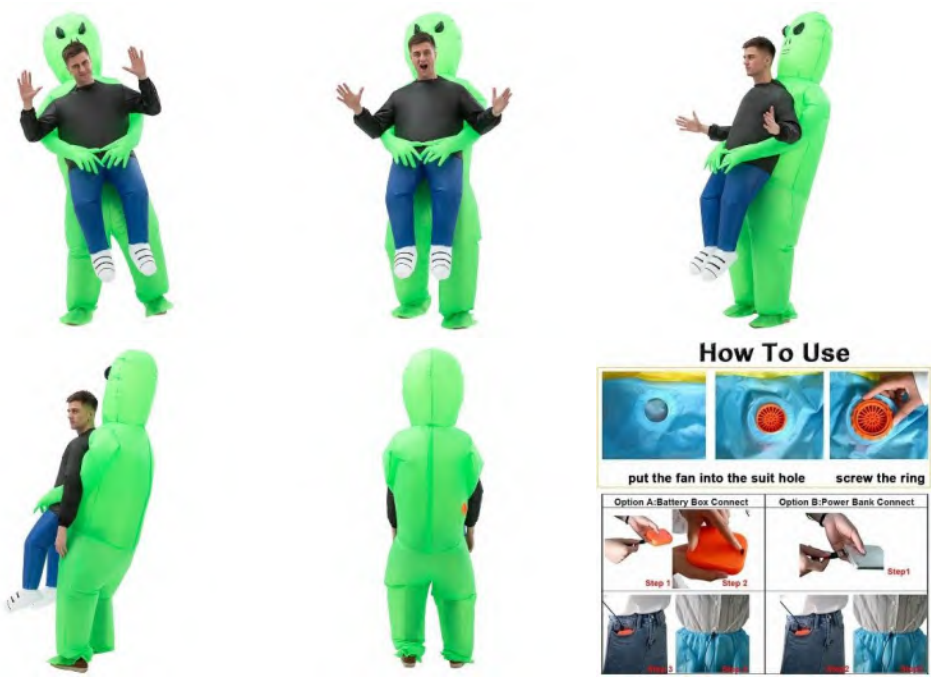 How To Use
put the fan into the suit hole
screw the ring
Option A:Battery Box Connect
Option B:Power Bank Connect
Step 1
Step 2
Step1